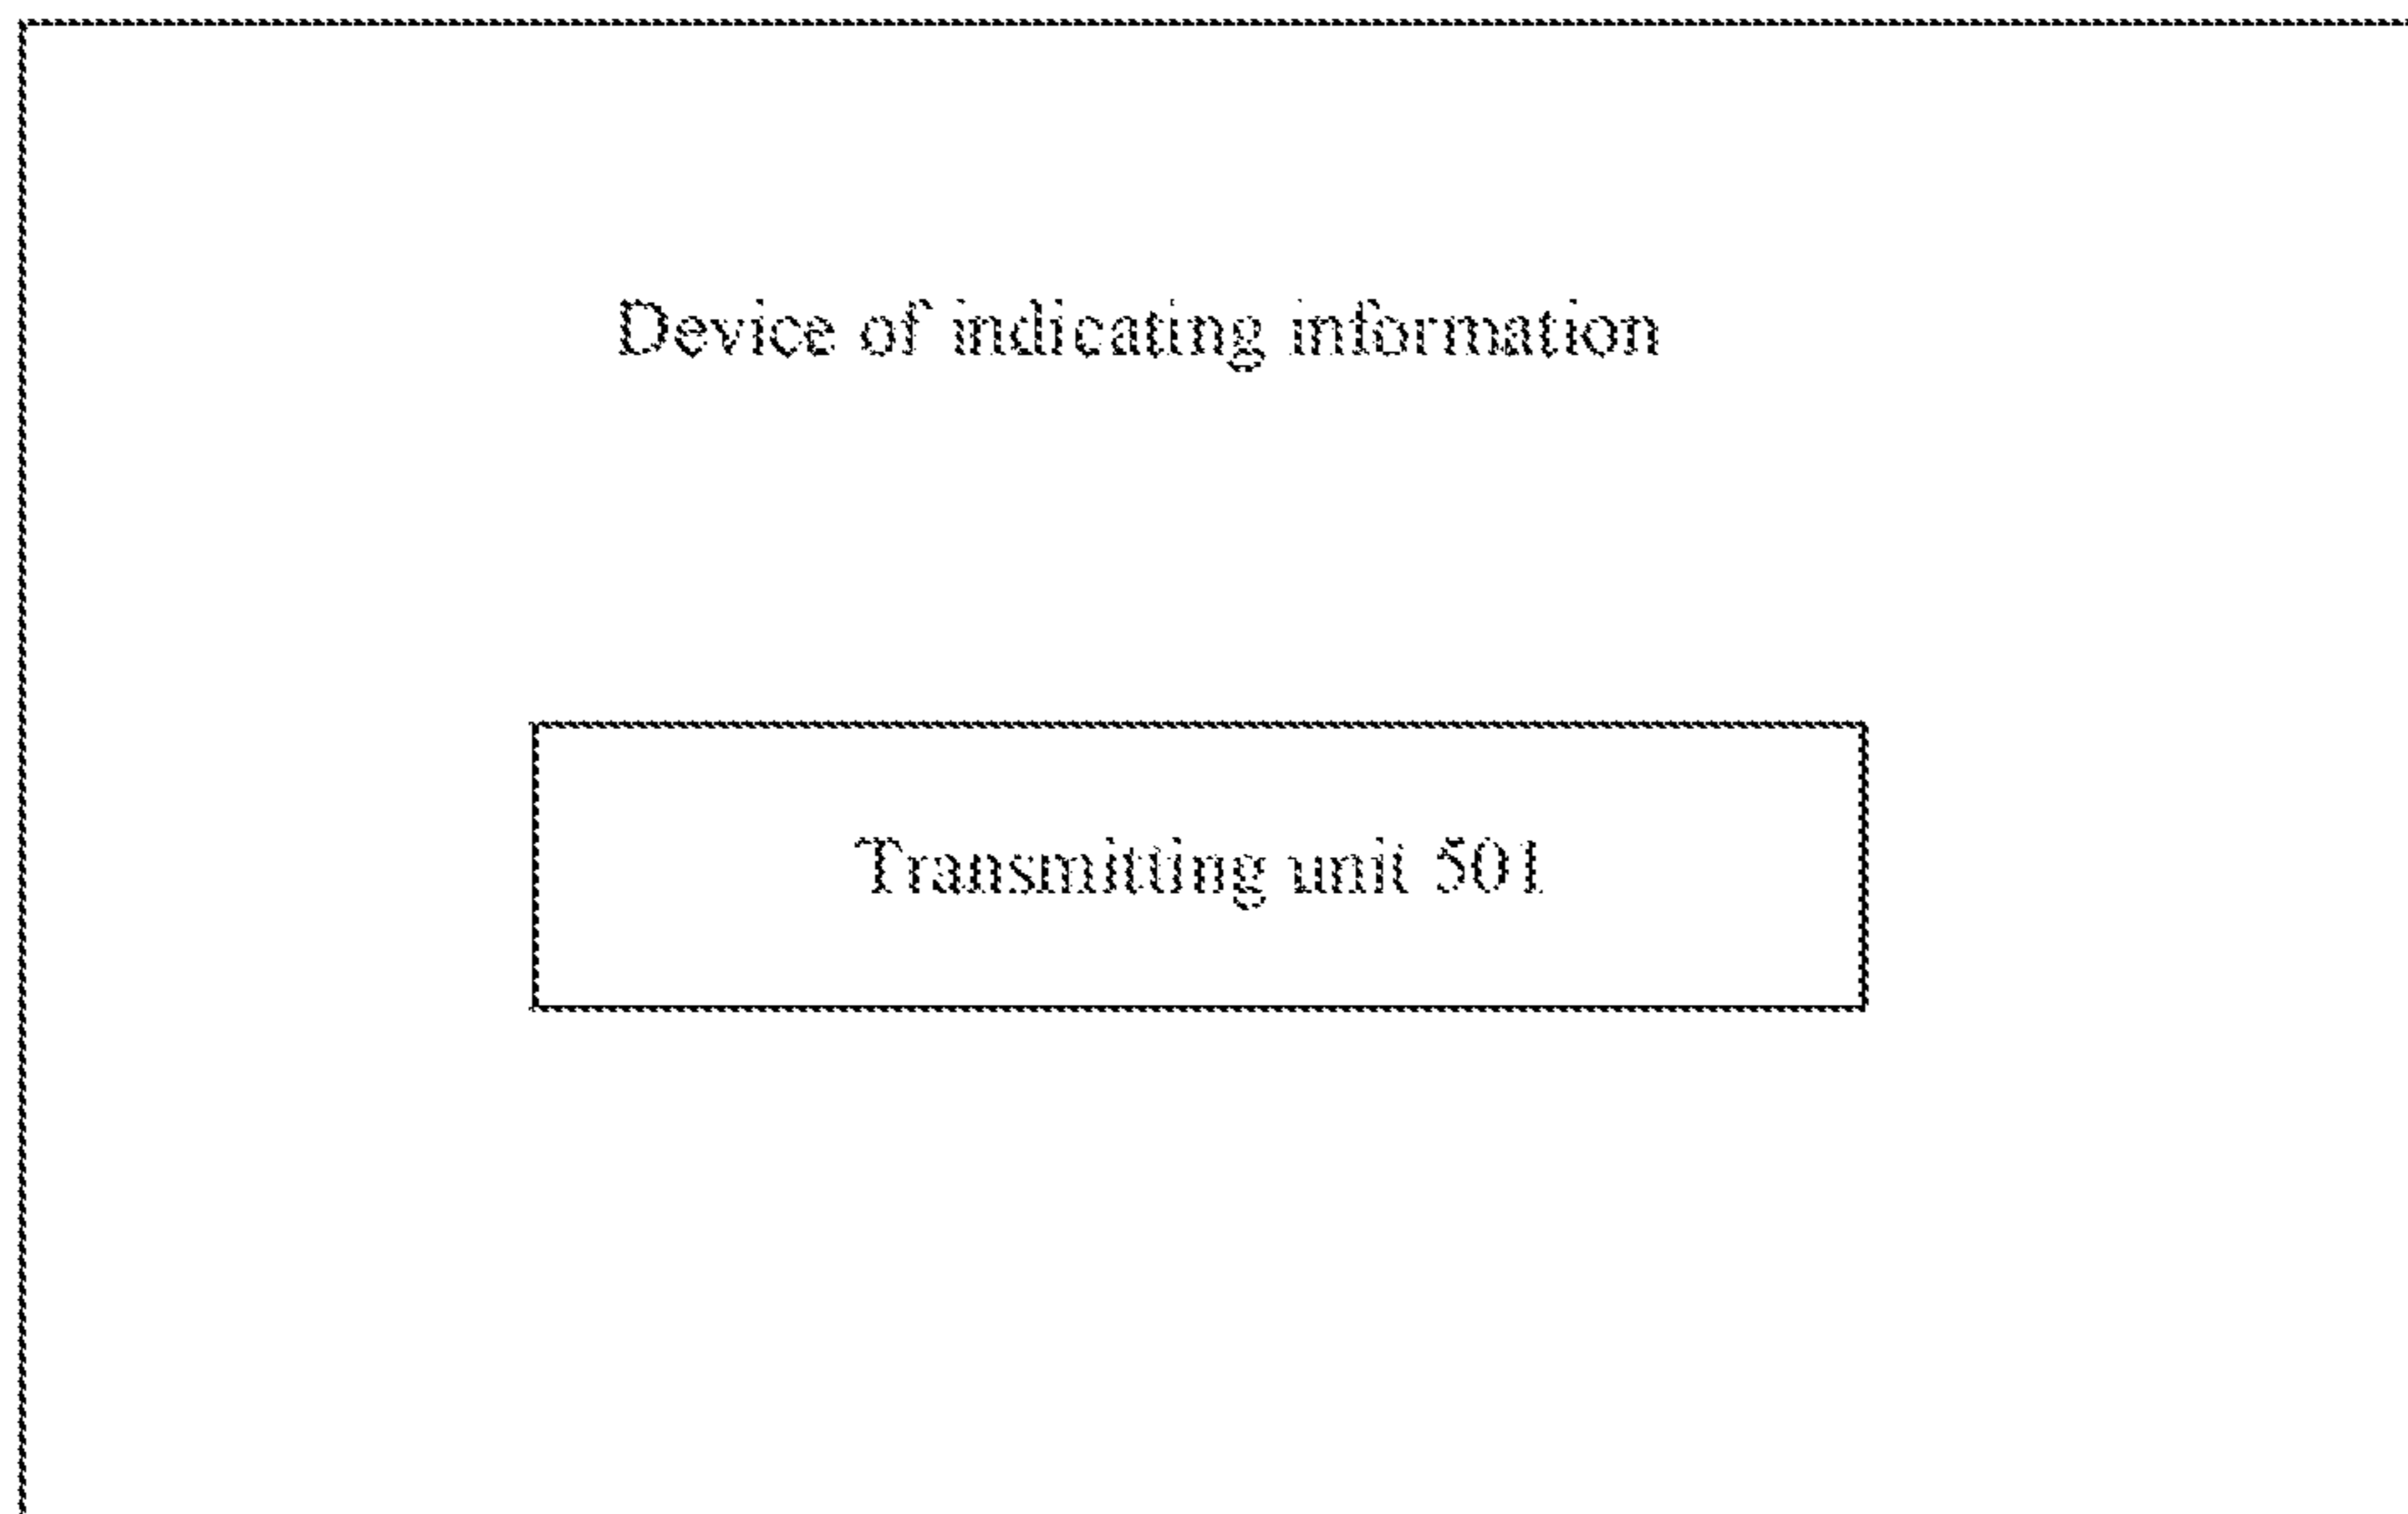 Device of indicating information
Transmitting unit 501